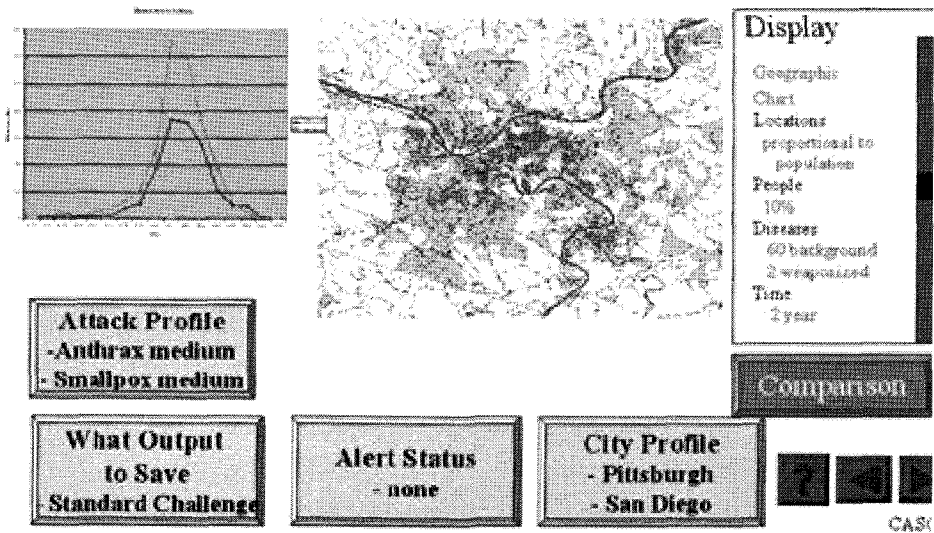 Display
Geographic
Chart
Locations
proportional to
population
People
10%
Diseases
60 background
2 weaponized
Time
2 year
Attack Profile
-Anthrax medium
- Smallpox medium
Comparison
What Output
to Save
- Standard Challenge
Alert Status
- none
City Profile
- Pittsburgh
- San Diego
?
CAS(